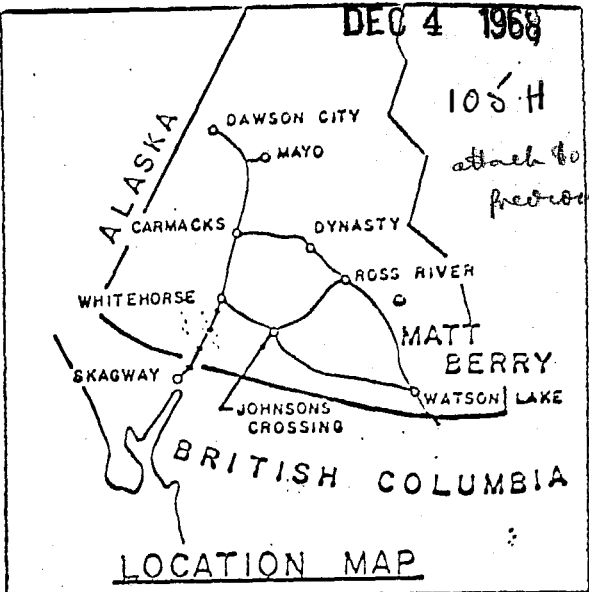 DEC 4 1968
105 H
attach to
DAWSON CITY
MAYO
ALASKA
CARMACKS
DYNASTY
ROSS RIVER
WHITEHORSE
MATT
BERRY
SKAGWAY
WATSON LAKE
JOHNSONS
CROSSING
BRITISH COLUMBIA
LOCATION MAP